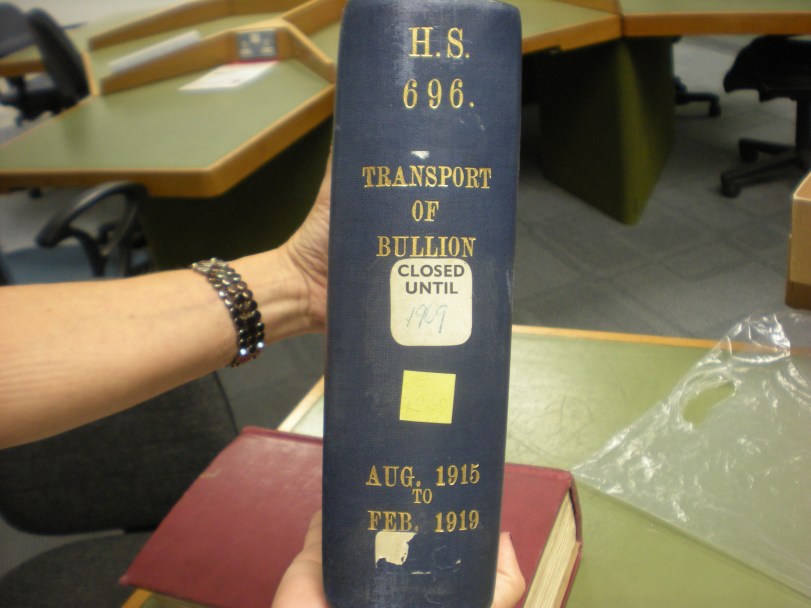 H.S.
696.
TRANSPORT
OF
BULLION
CLOSED
UNTIL
AUG. 1915
TO
FEB. 1919